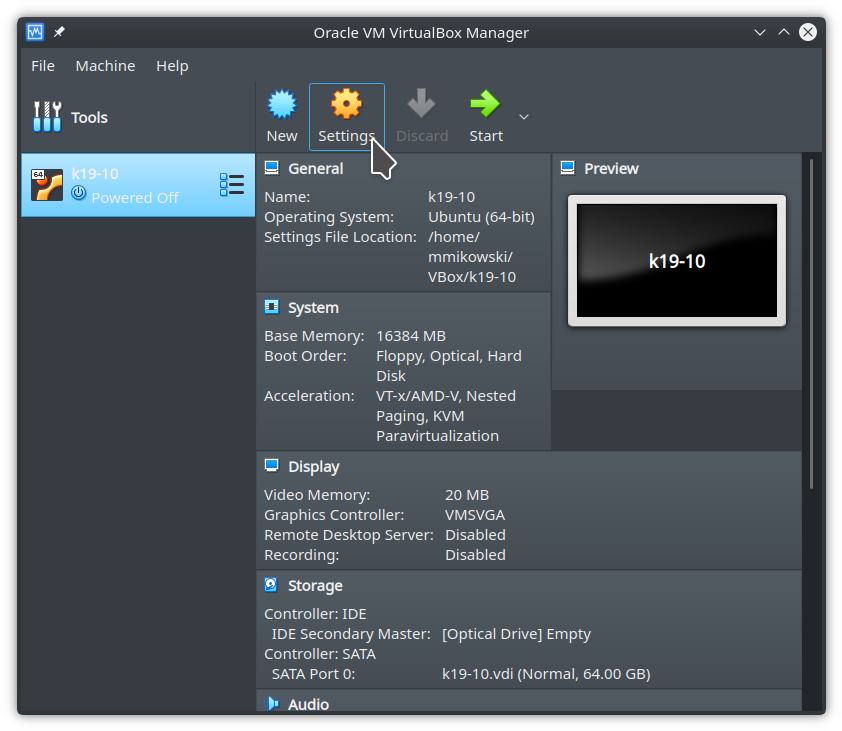 Oracle VM VirtualBox Manager
File Machine Help
Tools
New Settings Discard Start
64
k19-10
Powered Off
General
Name: k19-10
Operating System: Ubuntu (64-bit)
Settings File Location: /home/
mmikowski/
VBox/k19-10
Preview
k19-10
System
Base Memory: 16384 MB
Boot Order: Floppy, Optical, Hard
Disk
Acceleration: VT-x/AMD-V, Nested
Paging, KVM
Paravirtualization
Display
Video Memory: 20 MB
Graphics Controller: VMSVGA
Remote Desktop Server: Disabled
Recording: Disabled
Storage
Controller: IDE
IDE Secondary Master: [Optical Drive] Empty
Controller: SATA
SATA Port 0: k19-10.vdi (Normal, 64.00 GB)
Audio